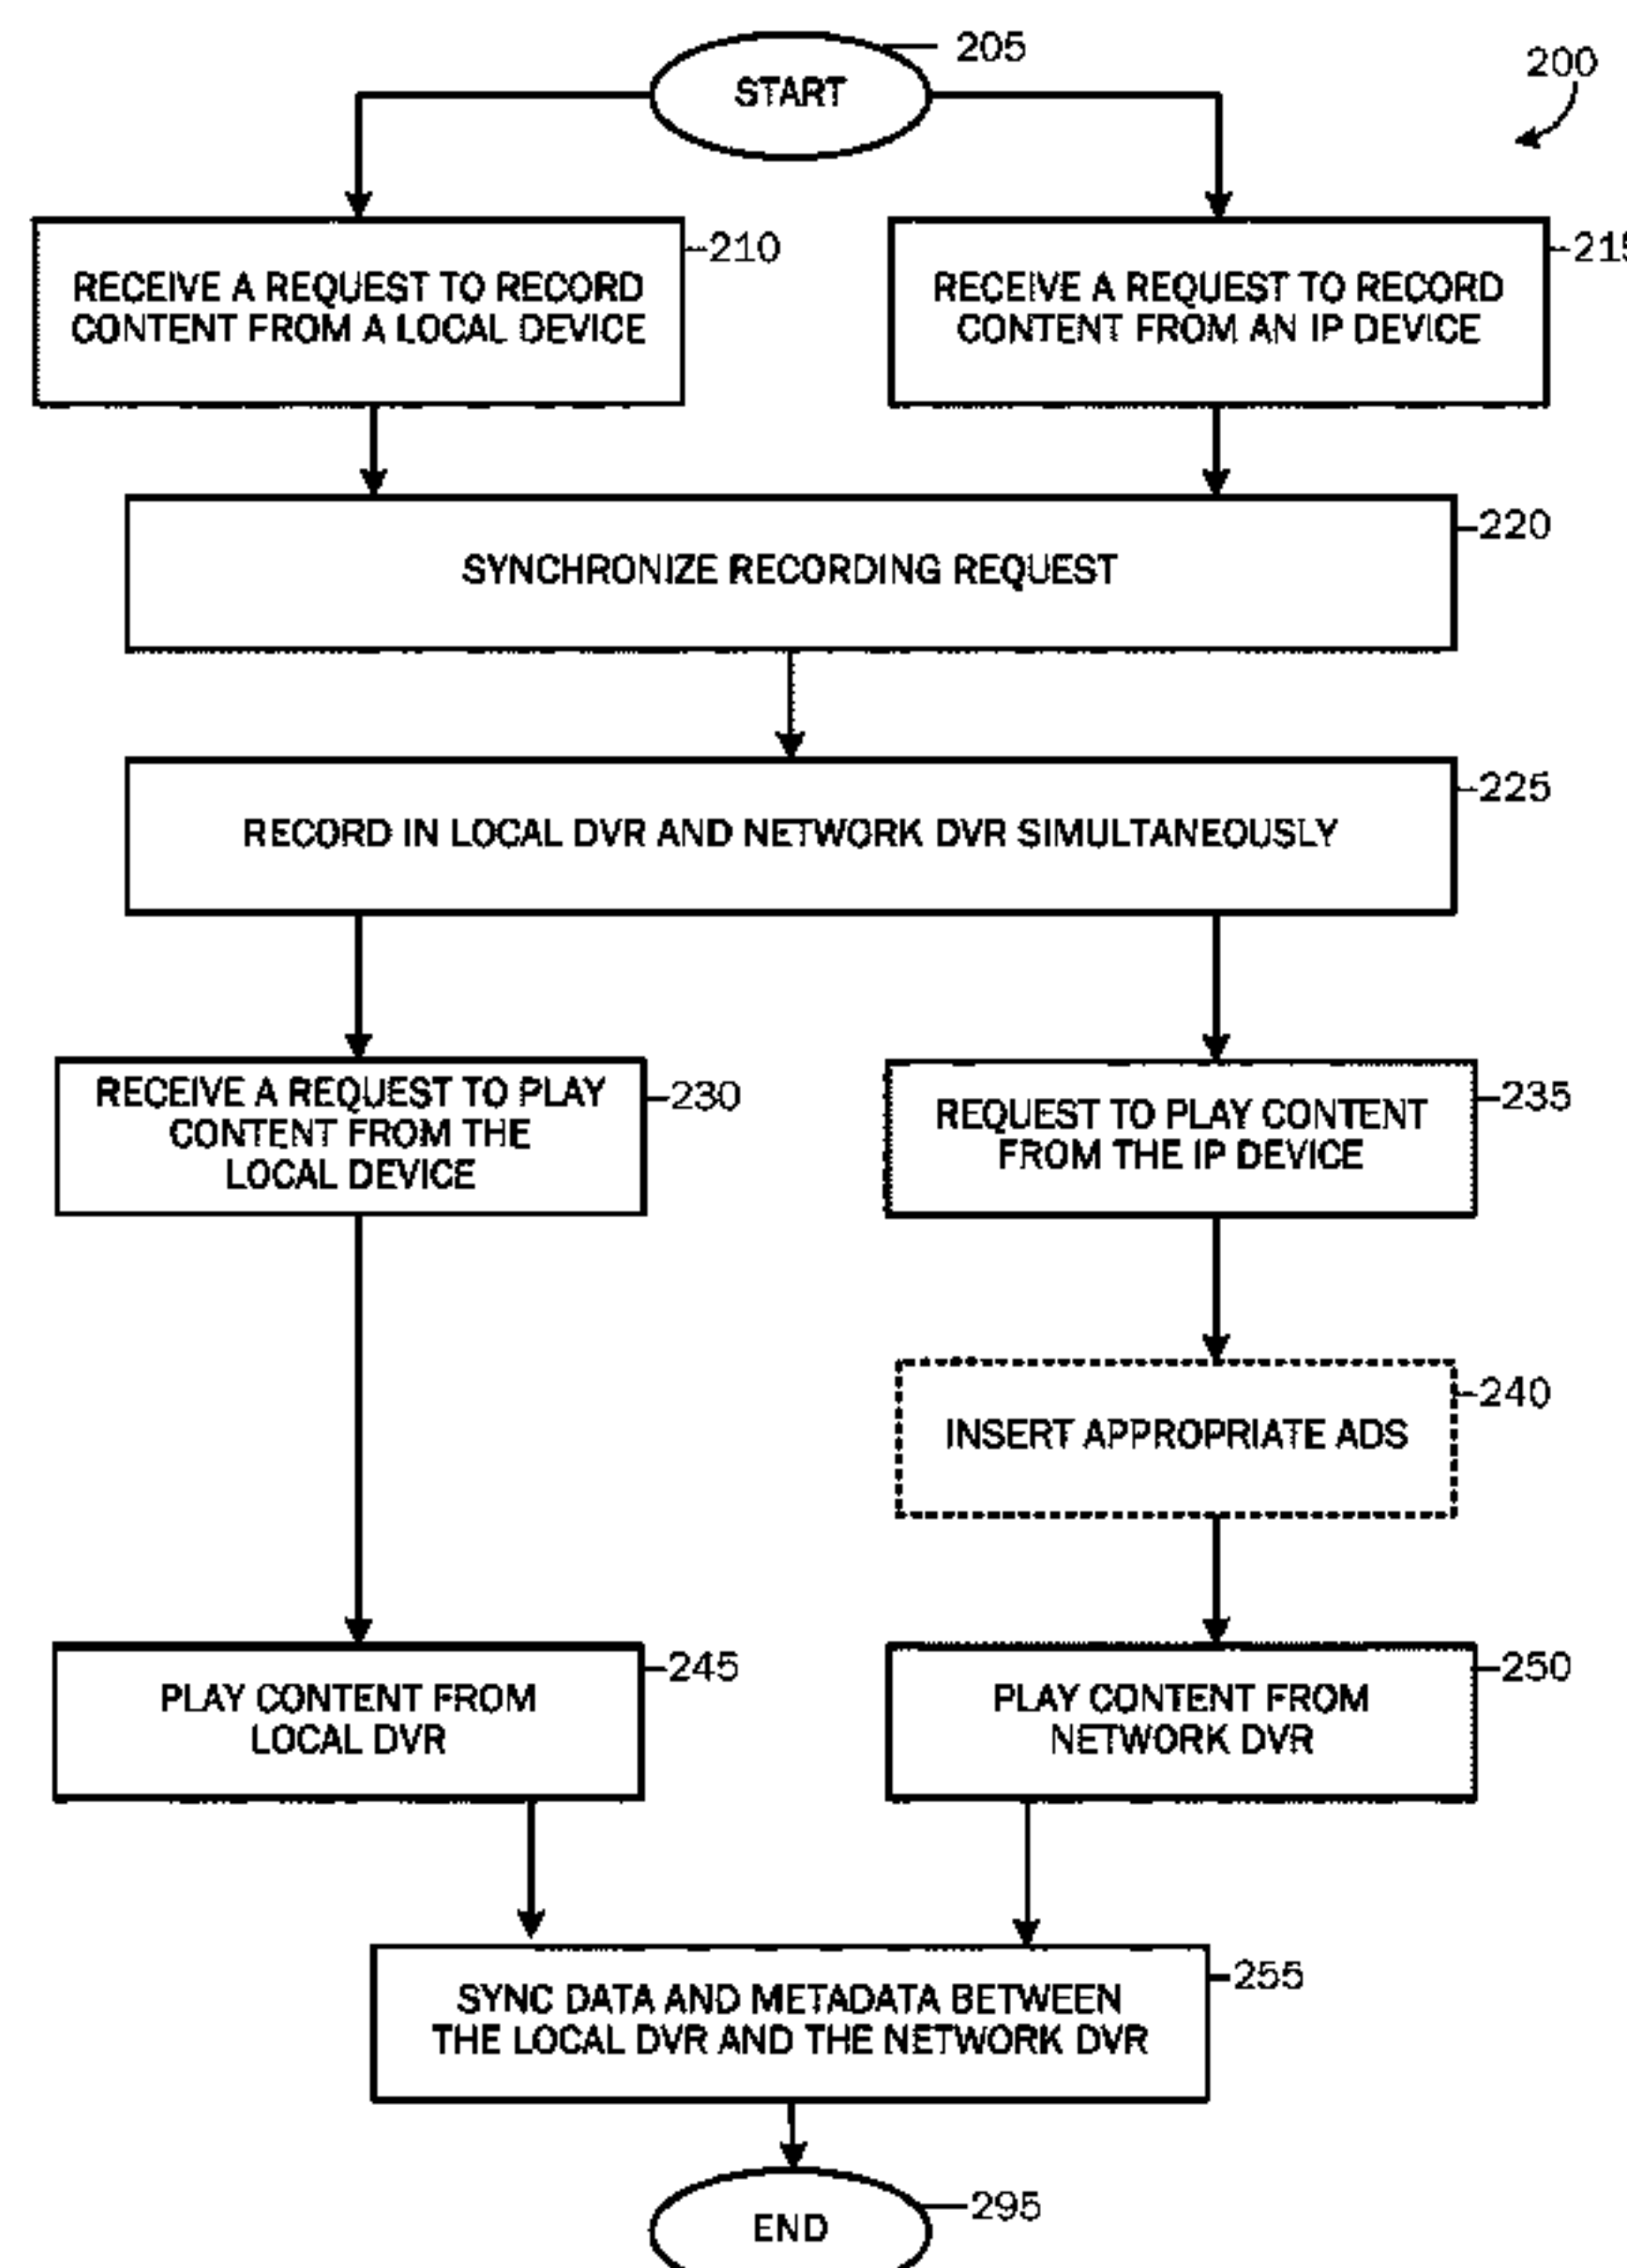 205
START
200
210
RECEIVE A REQUEST TO RECORD
CONTENT FROM A LOCAL DEVICE
215
RECEIVE A REQUEST TO RECORD
CONTENT FROM AN IP DEVICE
220
SYNCHRONIZE RECORDING REQUEST
225
RECORD IN LOCAL DVR AND NETWORK DVR SIMULTANEOUSLY
230
RECEIVE A REQUEST TO PLAY
CONTENT FROM THE
LOCAL DEVICE
235
REQUEST TO PLAY CONTENT
FROM THE IP DEVICE
240
INSERT APPROPRIATE ADS
245
PLAY CONTENT FROM
LOCAL DVR
250
PLAY CONTENT FROM
NETWORK DVR
255
SYNC DATA AND METADATA BETWEEN
THE LOCAL DVR AND THE NETWORK DVR
295
END